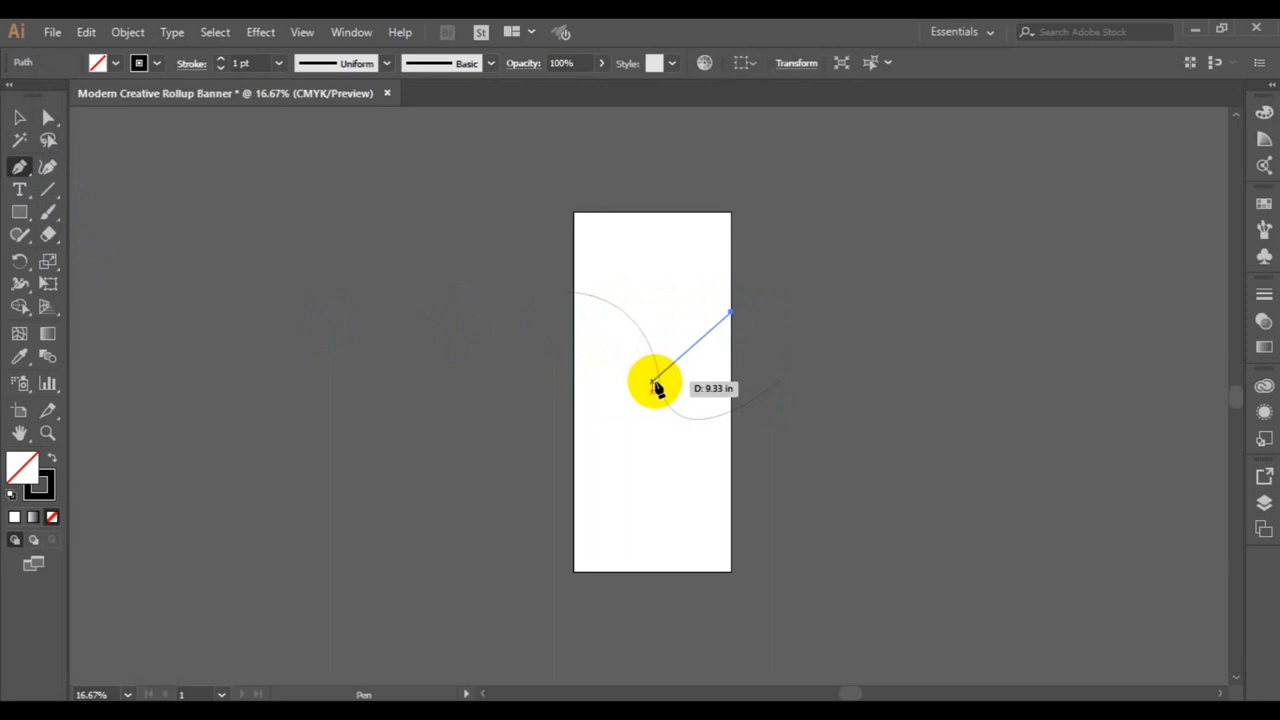 Ai File Edit Object Type Select Effect View Window Help Br St Essentials Search Adobe Stock
Path Stroke: 1 pt Uniform Basic Opacity: 100% Style: Transform
Modern Creative Rollup Banner * @ 16.67% (CMYK/Preview) ×
D: 9.33 in
16.67% 1 Pen